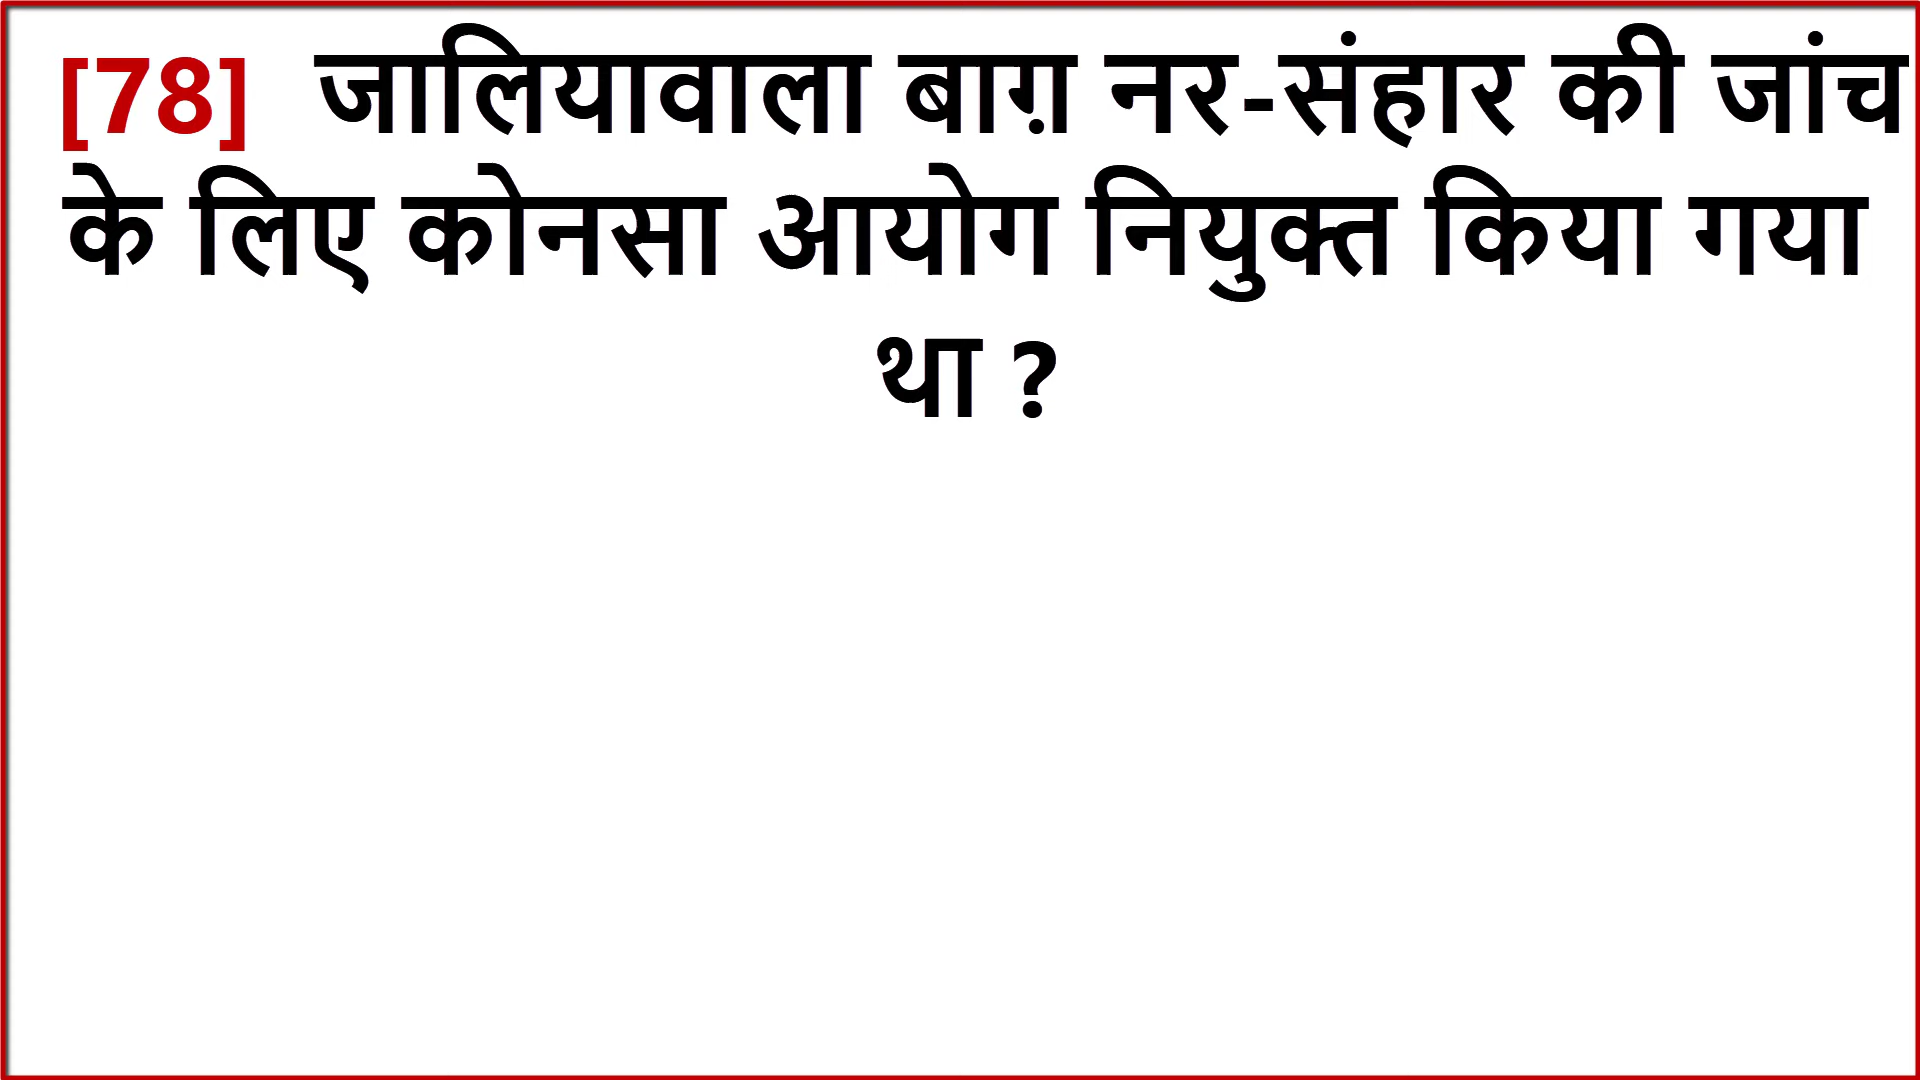 [78] जालियावाला बाग़ नर-संहार की जांच
के लिए कोनसा आयोग नियुक्त किया गया
था ?